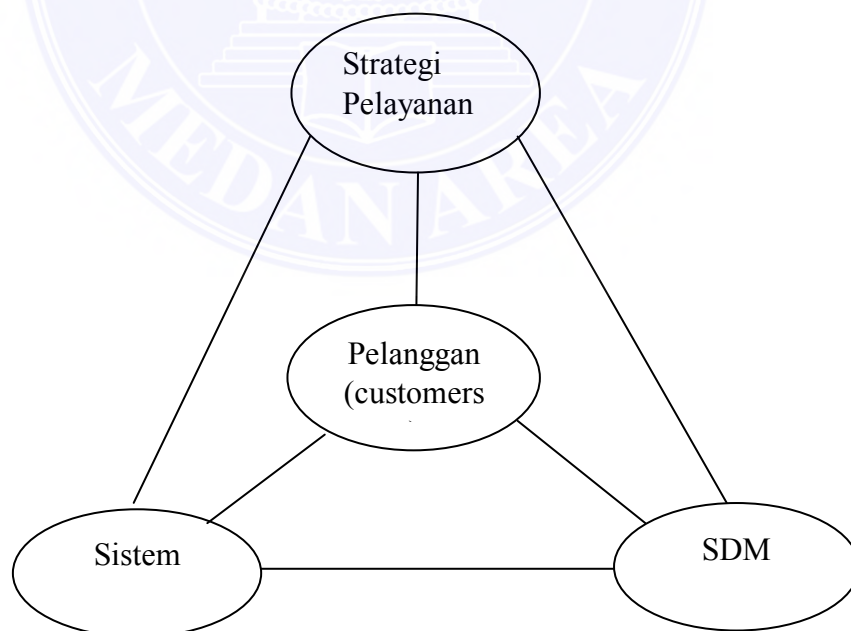 Strategi
Pelayanan
MEDAN AREA
Pelanggan
(customers
Sistem
SDM